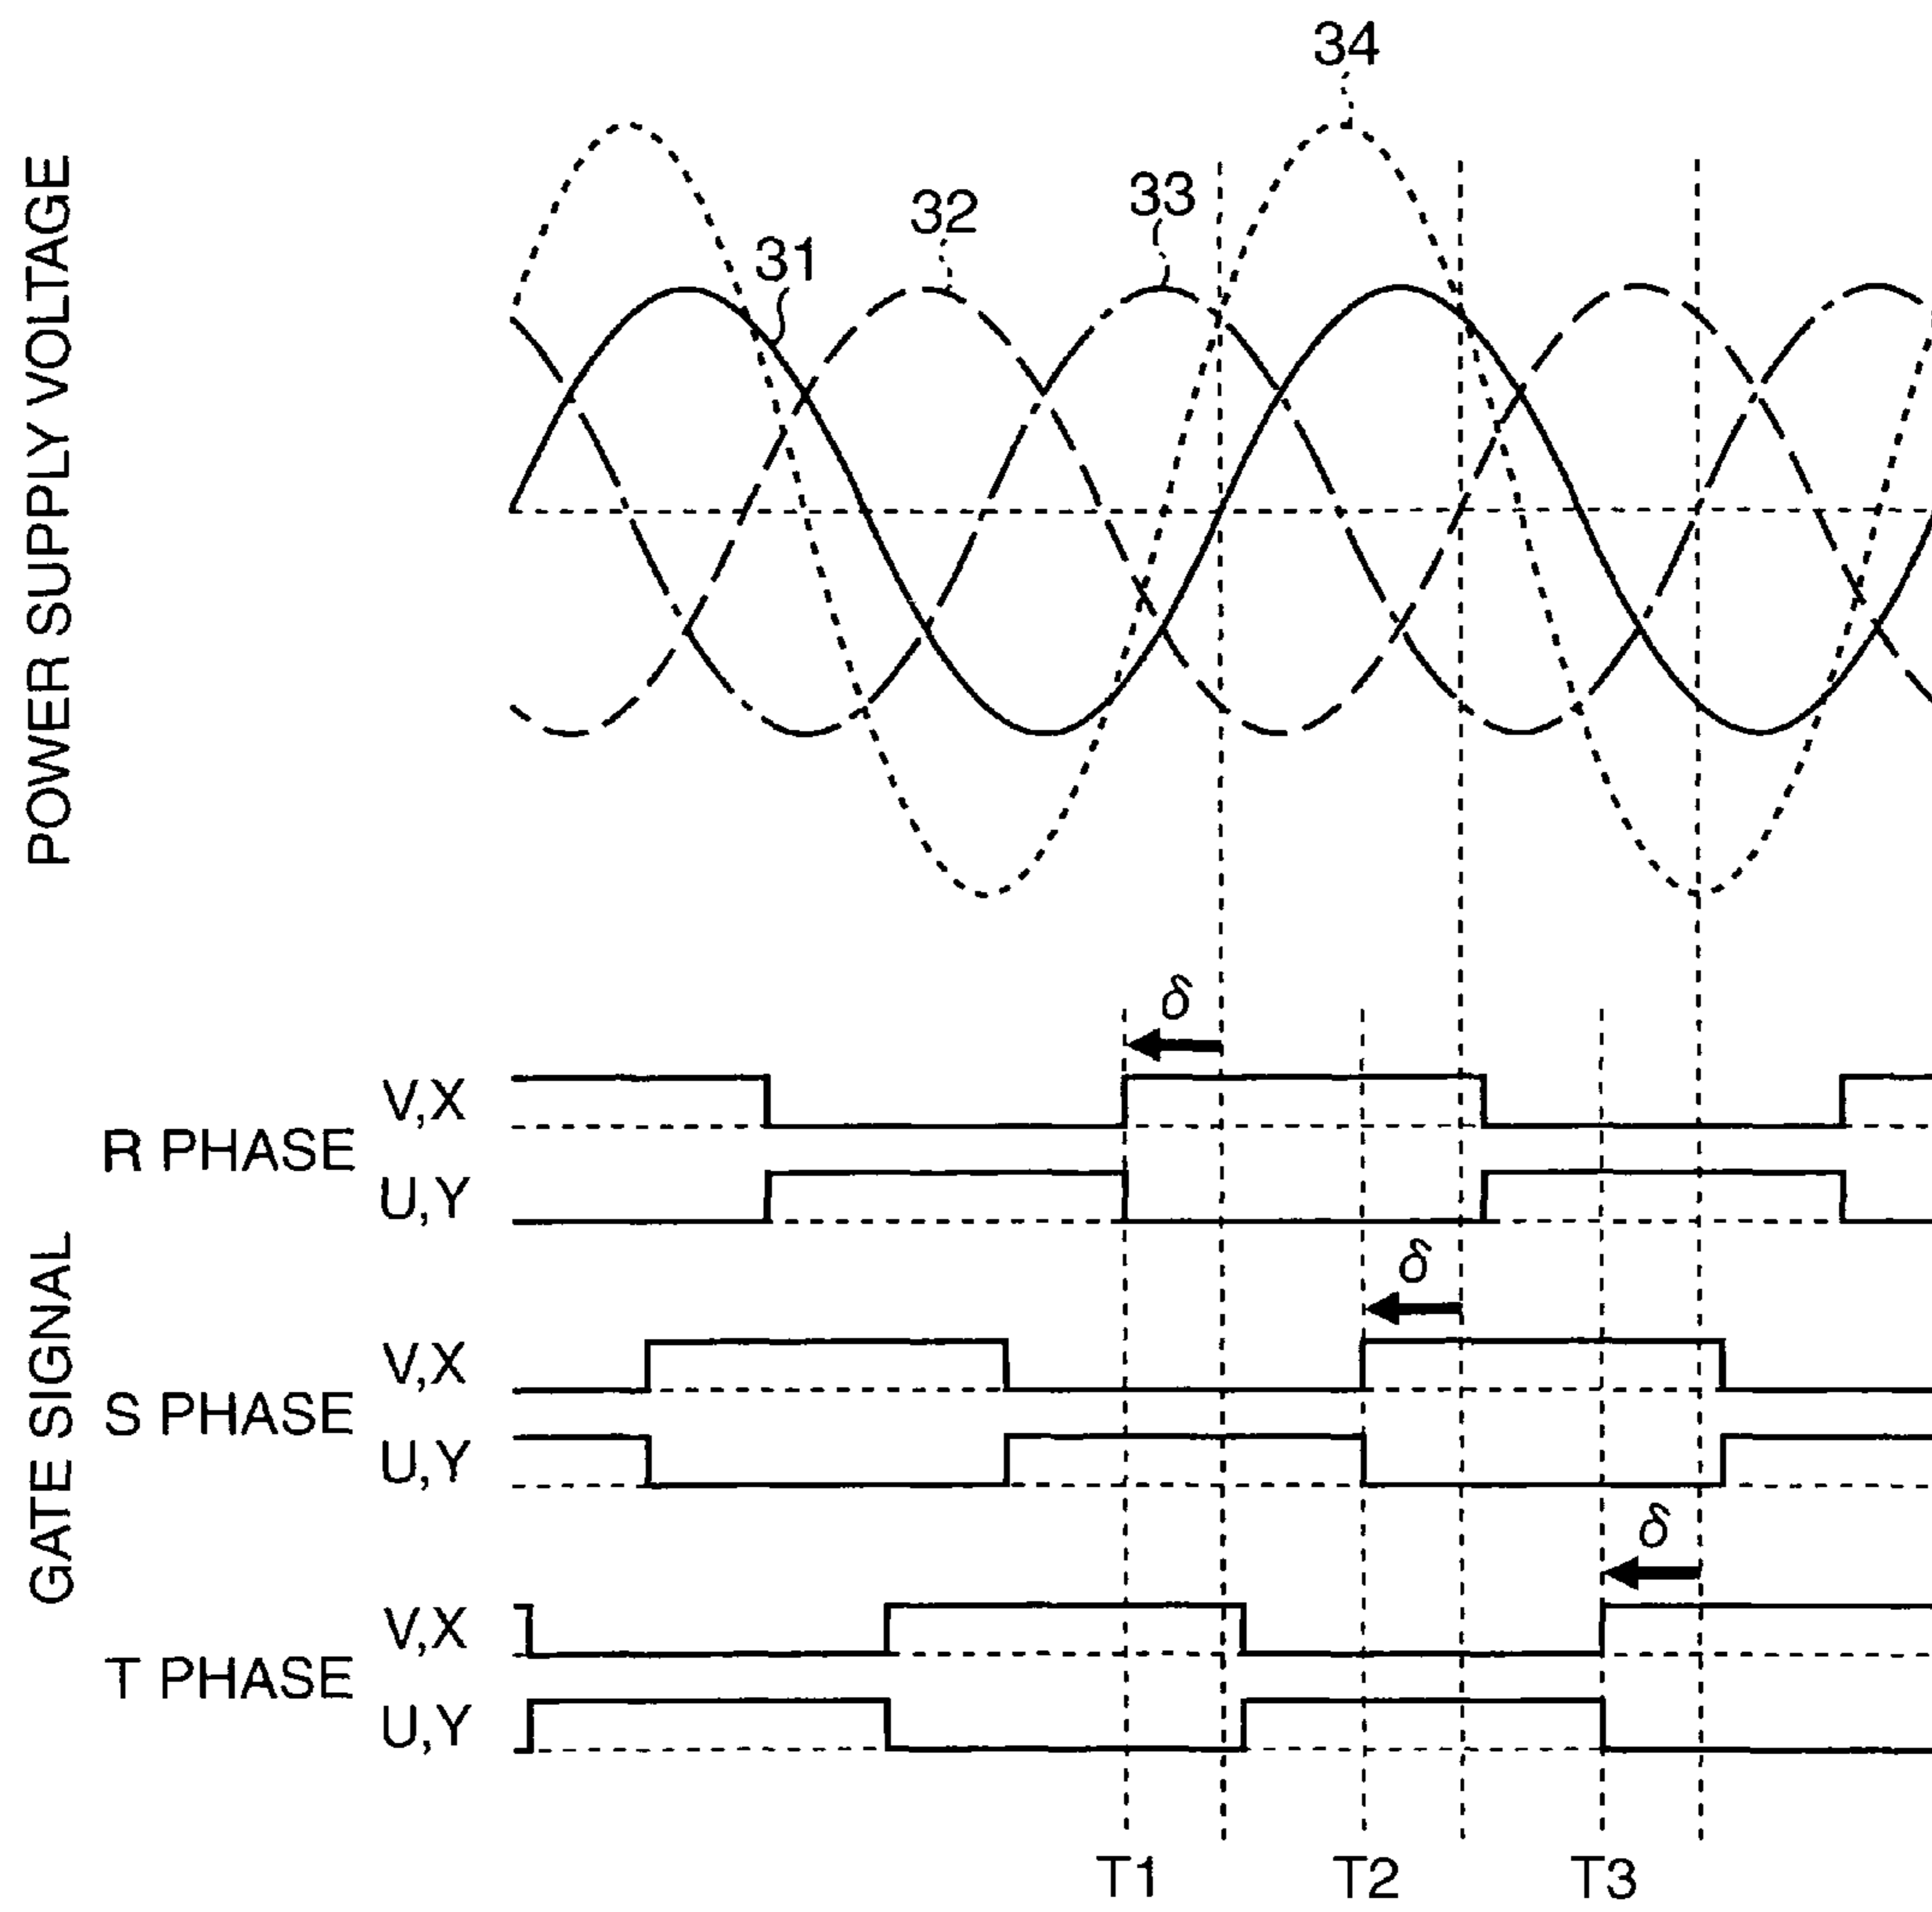 POWER SUPPLY VOLTAGE
34
33
32
31
GATE SIGNAL
δ
R PHASE
V,X
U,Y
δ
S PHASE
V,X
U,Y
δ
T PHASE
V,X
U,Y
T1
T2
T3